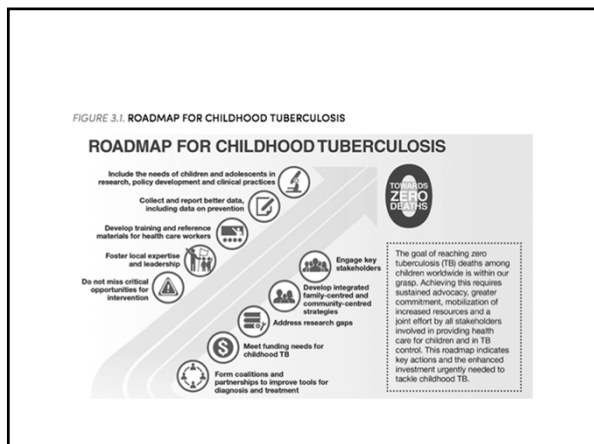 FIGURE 3.1. ROADMAP FOR CHILDHOOD TUBERCULOSIS
ROADMAP FOR CHILDHOOD TUBERCULOSIS
Include the needs of children and adolescents in
research, policy development and clinical practices
Collect and report better data,
including data on prevention
Develop training and reference
materials for health care workers
Foster local expertise
and leadership
Do not miss critical
opportunities for
intervention
Engage key
stakeholders
Develop integrated
family-centred and
community-centred
strategies
Address research gaps
Meet funding needs for
childhood TB
Form coalitions and
partnerships to improve tools for
diagnosis and treatment
TOWARDS
ZERO
DEATHS
The goal of reaching zero
tuberculosis (TB) deaths among
children worldwide is within our
grasp. Achieving this requires
sustained advocacy, greater
commitment, mobilization of
increased resources and a
joint effort by all stakeholders
involved in providing health
care for children and in TB
control. This roadmap indicates
key actions and the enhanced
investment urgently needed to
tackle childhood TB.